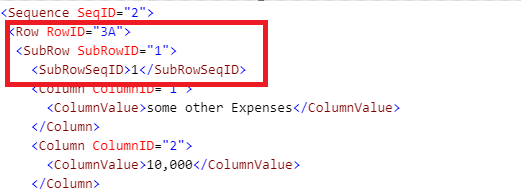 <Sequence SeqID="2">
<Row RowID="3A">
<SubRow SubRowID="1">
<SubRowSeqID>1</SubRowSeqID>
<Column ColumnID="1">
<ColumnValue>some other Expenses</ColumnValue>
</Column>
<Column ColumnID="2">
<ColumnValue>10,000</ColumnValue>
</Column>